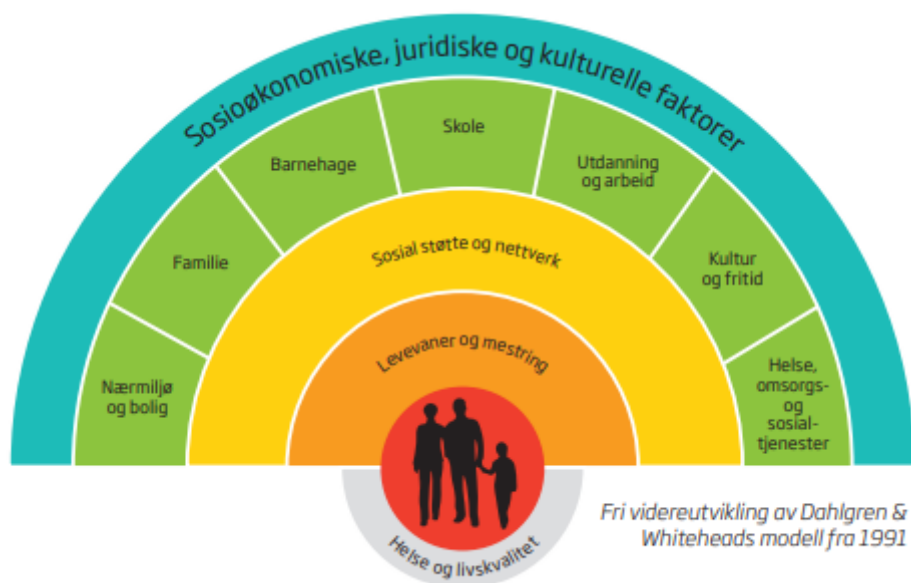 Sosioøkonomiske, juridiske og kulturelle faktorer
Skole
Barnehage
Utdanning
og arbeid
Familie
Kultur
og fritid
Nærmiljø
og bolig
Helse,
omsorgs-
og
sosial-
tjenester
Sosial støtte og nettverk
Levevaner og mestring
Helse og livskvalitet
Fri videreutvikling av Dahlgren &
Whiteheads modell fra 1991